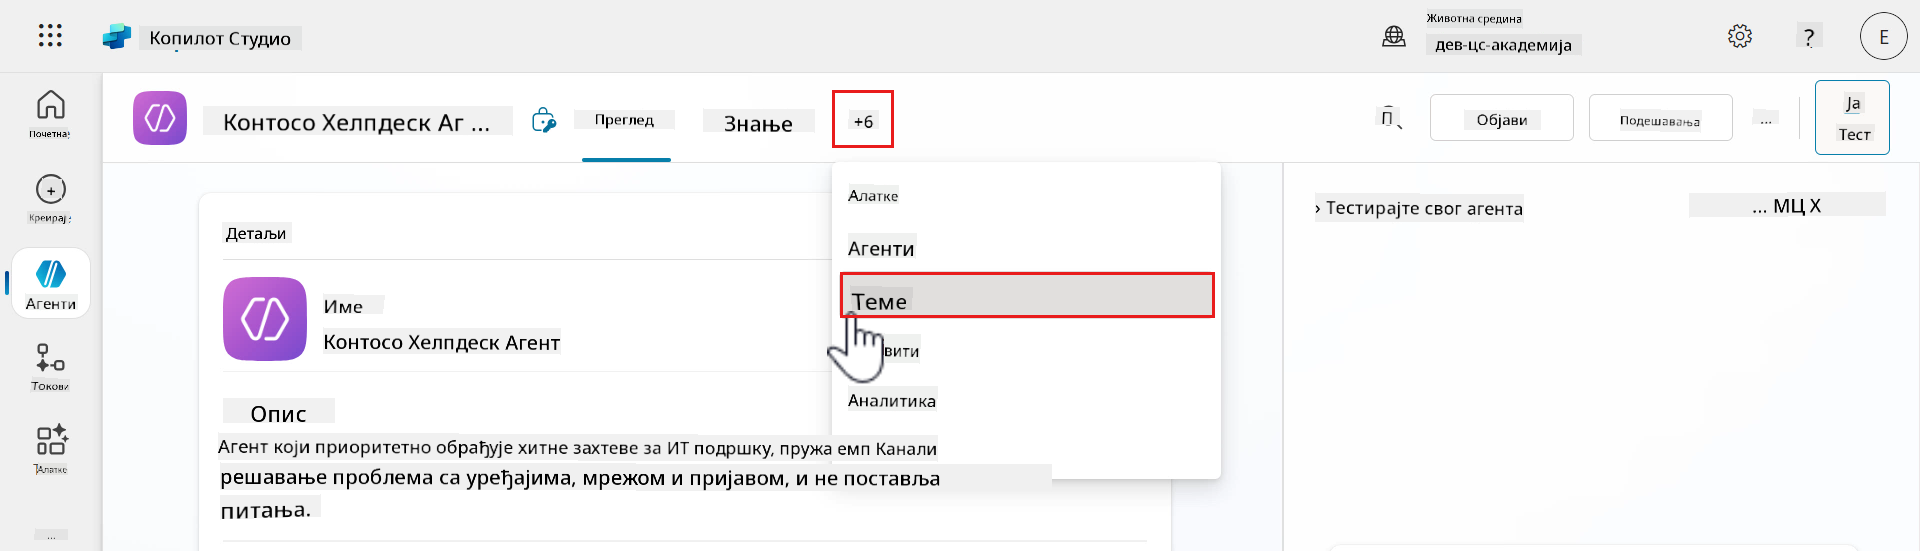 Копилот Студио
Животна средина
дев-цс-академија
?
Е
Почетна
Креирај
Агенти
Токови
Алатке
...
Контосо Хелпдеск Аг ...
Преглед
Знање
+6
Објави
Подешавања
...
Ја
Тест
Алатке
Агенти
Теме
вити
Аналитика
Детаљи
Име
Контосо Хелпдеск Агент
Опис
Агент који приоритетно обрађује хитне захтеве за ИТ подршку, пружа емп Канали
решавање проблема са уређајима, мрежом и пријавом, и не поставља
питања.
› Тестирајте свог агента
... МЦ Х